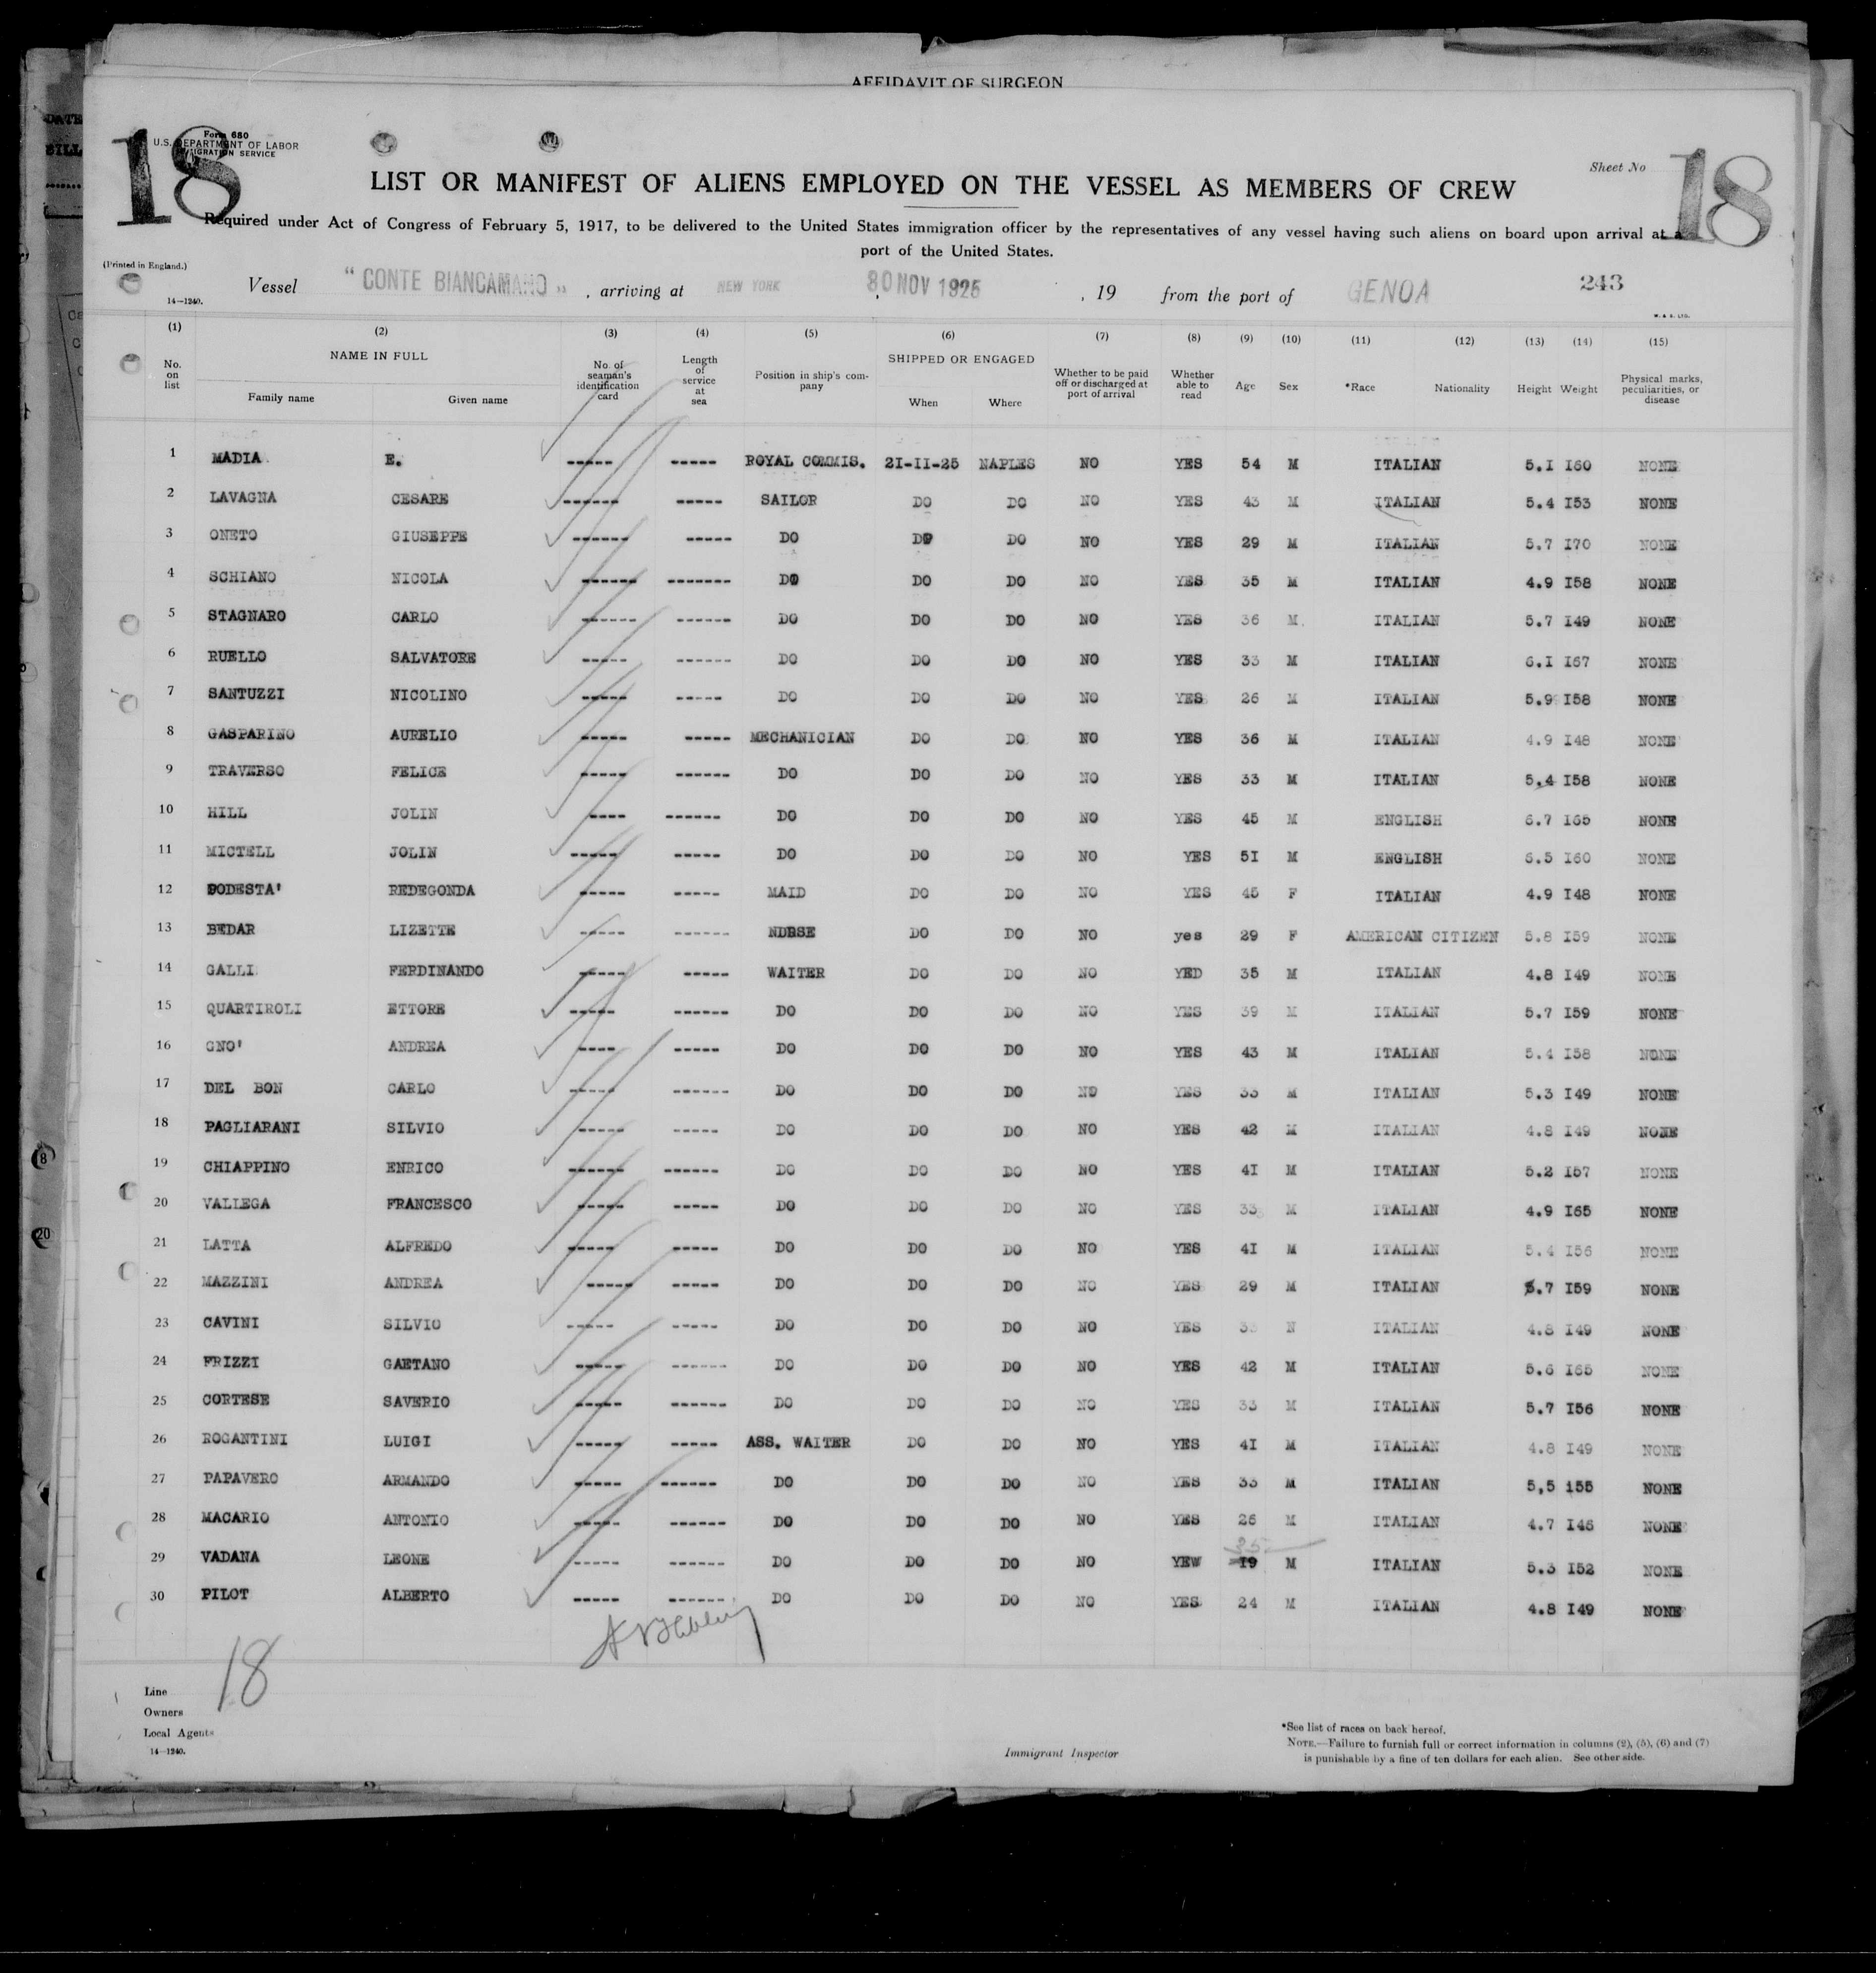 AFFIDAVIT OF SURGEON
18
Form 680
U.S. DEPARTMENT OF LABOR
IMMIGRATION SERVICE
Sheet No
18
LIST OR MANIFEST OF ALIENS EMPLOYED ON THE VESSEL AS MEMBERS OF CREW
Required under Act of Congress of February 5, 1917, to be delivered to the United States immigration officer by the representatives of any vessel having such aliens on board upon arrival at a
port of the United States.
(Printed in England.)
14—1240.
Vessel " CONTE BIANCAMANO " , arriving at NEW YORK , 30 NOV 1925 , 19 from the port of GENOA 243
(1) (2) (3) (4) (5) (6) (7) (8) (9) (10) (11) (12) (13) (14) (15)
No. on list NAME IN FULL Family name Given name No. of seaman's identification card Length of service at sea Position in ship's company SHIPPED OR ENGAGED When Where Whether to be paid off or discharged at port of arrival Whether able to read Age Sex *Race Nationality Height Weight Physical marks, peculiarities, or disease
1 MADIA E. ----- ----- ROYAL COMMIS. 2I-II-25 NAPLES NO YES 54 M ITALIAN 5.I I60 NONE
2 LAVAGNA CESARE ------ ----- SAILOR DO DO NO YES 43 M ITALIAN 5.4 I53 NONE
3 ONETO GIUSEPPE ------ ----- DO DO DO NO YES 29 M ITALIAN 5.7 I70 NONE
4 SCHIANO NICOLA ------ ------- DO DO DO NO YES 35 M ITALIAN 4.9 I58 NONE
5 STAGNARO CARLO ------ ------ DO DO DO NO YES 36 M. ITALIAN 5.7 I49 NONE
6 RUELLO SALVATORE ----- ------ DO DO DO NO YES 33 M ITALIAN 6.I I67 NONE
7 SANTUZZI NICOLINO ----- ----- DO DO DO NO YES 26 M ITALIAN 5.9 I58 NONE
8 GASPARINO AURELIO ----- ----- MECHANICIAN DO DO NO YES 36 M ITALIAN 4.9 I48 NONE
9 TRAVERSO FELICE ----- ------ DO DO DO NO YES 33 M ITALIAN 5.4 I58 NONE
10 HILL JOLIN ---- ------ DO DO DO NO YES 45 M ENGLISH 6.7 I65 NONE
11 MICTELL JOLIN ----- ----- DO DO DO NO YES 5I M ENGLISH 6.5 I60 NONE
12 PODESTA' REDEGONDA ----- ----- MAID DO DO NO YES 45 F ITALIAN 4.9 I48 NONE
13 BEDAR LIZETTE ----- ------ NURSE DO DO NO yes 29 F AMERICAN CITIZEN 5.8 I59 NONE
14 GALLI FERDINANDO ----- ----- WAITER DO DO NO YED 35 M ITALIAN 4.8 I49 NONE
15 QUARTIROLI ETTORE ----- ------ DO DO DO NO YES 39 M ITALIAN 5.7 I59 NONE
16 GNO' ANDREA ---- ----- DO DO DO NO YES 43 M ITALIAN 5.4 I58 NONE
17 DEL BON CARLO ----- ------ DO DO DO NO YES 33 M ITALIAN 5.3 I49 NONE
18 PAGLIARANI SILVIO ----- ----- DO DO DO NO YES 42 M ITALIAN 4.8 I49 NONE
19 CHIAPPINO ENRICO ------ ------ DO DO DO NO YES 4I M ITALIAN 5.2 I57 NONE
20 VALLEGA FRANCESCO ----- ----- DO DO DO NO YES 33 M ITALIAN 4.9 I65 NONE
21 LATTA ALFREDO ----- ----- DO DO DO NO YES 4I M ITALIAN 5.4 I56 NONE
22 MAZZINI ANDREA ----- ----- DO DO DO NO YES 29 M ITALIAN 5.7 I59 NONE
23 CAVINI SILVIO ----- ----- DO DO DO NO YES N ITALIAN 4.8 I49 NONE
24 FRIZZI GAETANO ----- ------ DO DO DO NO YES 42 M ITALIAN 5.6 I65 NONE
25 CORTESE SAVERIO ----- ------ DO DO DO NO YES 33 M ITALIAN 5.7 I56 NONE
26 ROGANTINI LUIGI ----- ----- ASS. WAITER DO DO NO YES 4I M ITALIAN 4.8 I49 NONE
27 PAPAVERO ARMANDO ----- ------ DO DO DO NO YES 33 M ITALIAN 5,5 155 NONE
28 MACARIO ANTONIO ----- ------ DO DO DO NO YES 26 M ITALIAN 4.7 I46 NONE
29 VADANA LEONE ----- ------ DO DO DO NO YEW 19 35 M ITALIAN 5.3 I52 NONE
30 PILOT ALBERTO ----- ------ DO DO DO NO YES 24 M ITALIAN 4.8 I49 NONE
18
Line
Owners
Local Agents
14—1240.
Immigrant Inspector
*See list of races on back hereof.
NOTE.—Failure to furnish full or correct information in columns (2), (5), (6) and (7)
is punishable by a fine of ten dollars for each alien. See other side.